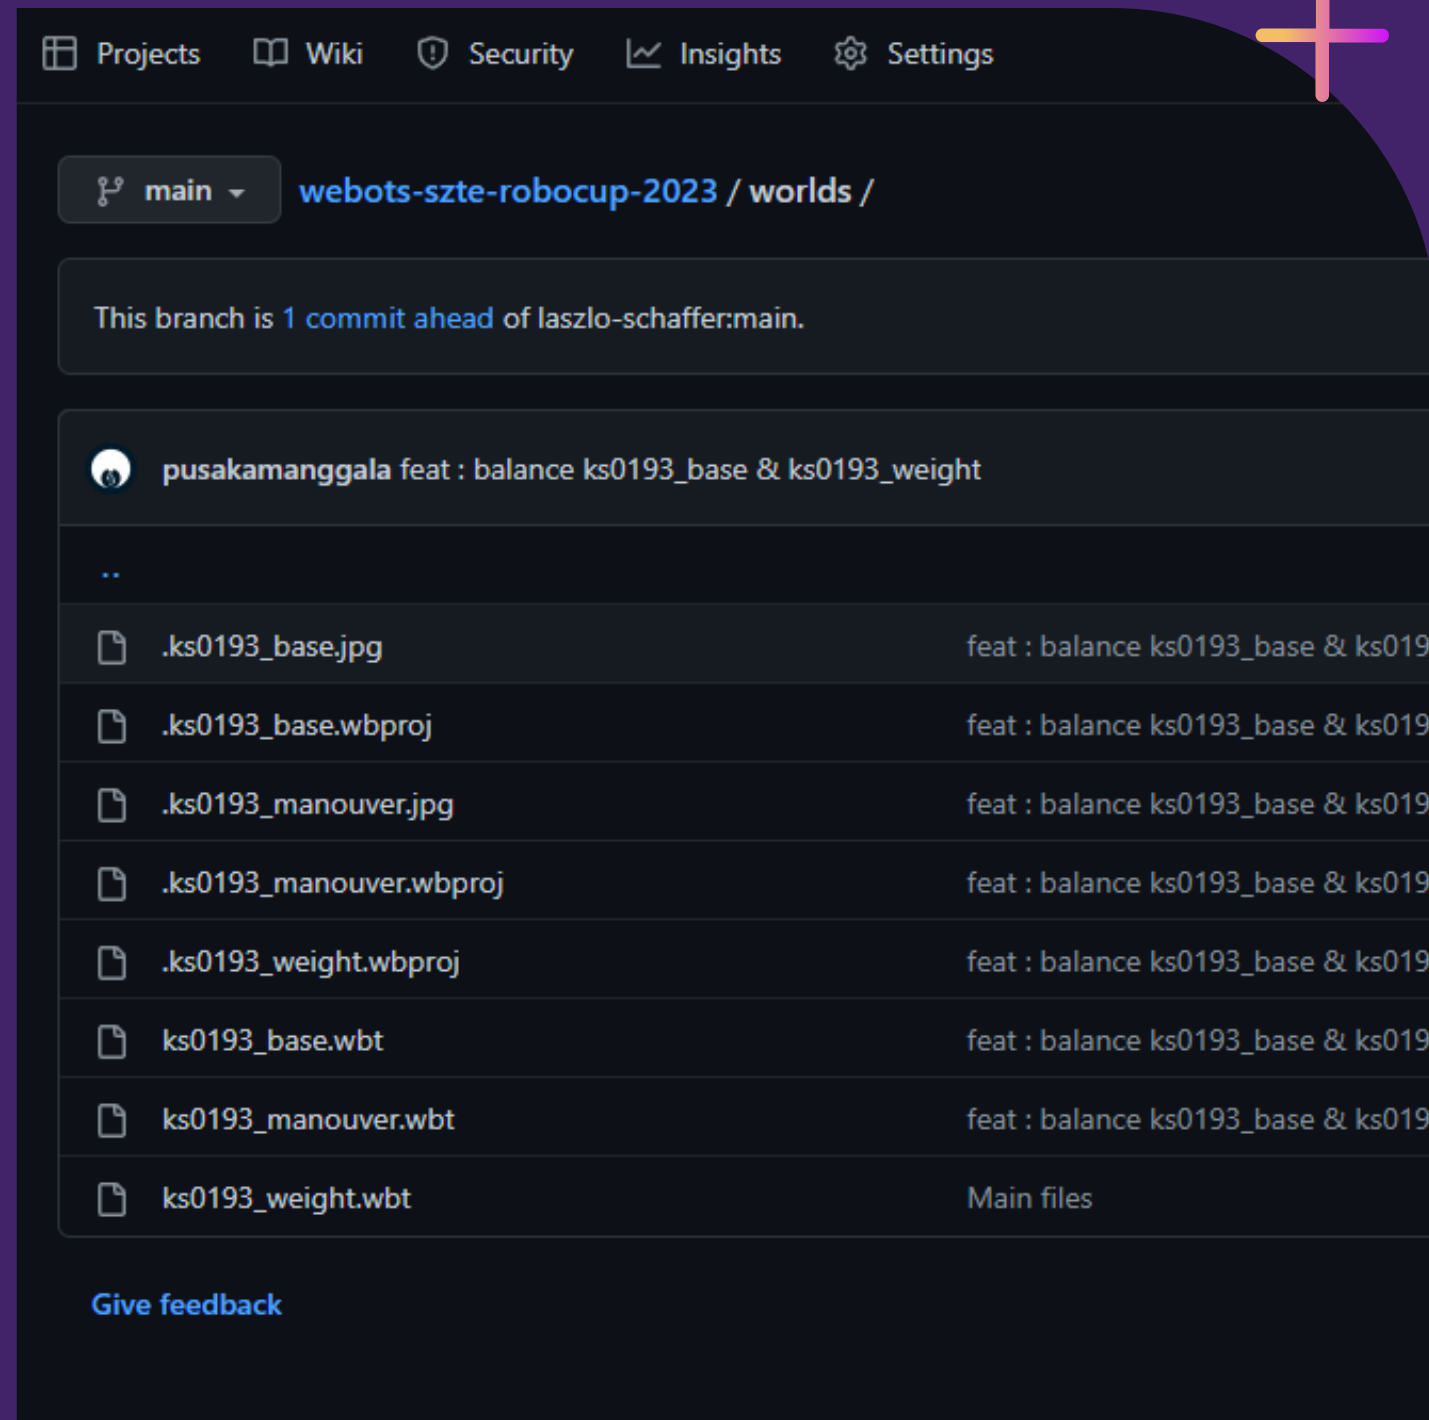 Projects Wiki Security Insights Settings
main webots-szte-robocup-2023 / worlds /
This branch is 1 commit ahead of laszlo-schaffer:main.
pusakamanggala feat : balance ks0193_base & ks0193_weight
..
.ks0193_base.jpg feat : balance ks0193_base & ks019
.ks0193_base.wbproj feat : balance ks0193_base & ks019
.ks0193_manouver.jpg feat : balance ks0193_base & ks019
.ks0193_manouver.wbproj feat : balance ks0193_base & ks019
.ks0193_weight.wbproj feat : balance ks0193_base & ks019
ks0193_base.wbt feat : balance ks0193_base & ks019
ks0193_manouver.wbt feat : balance ks0193_base & ks019
ks0193_weight.wbt Main files
Give feedback